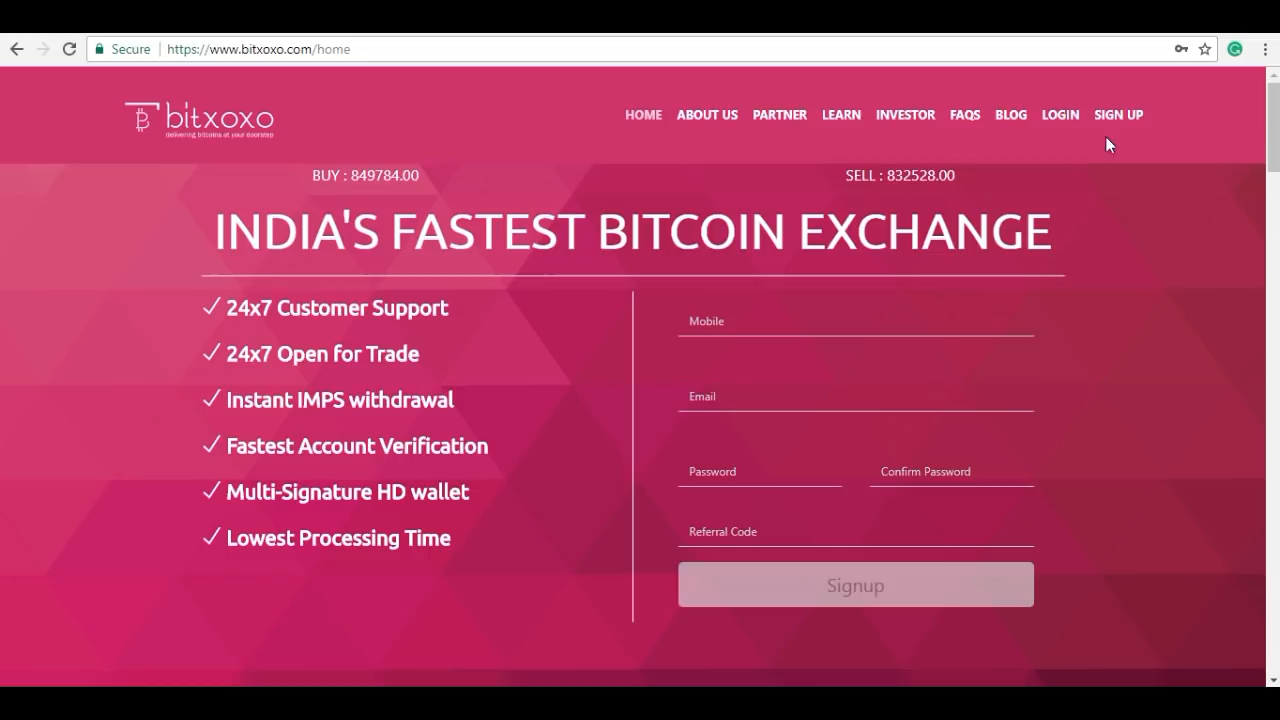 Secure https://www.bitxoxo.com/home
bitxoxo
delivering bitcoins at your doorstep
HOME ABOUT US PARTNER LEARN INVESTOR FAQS BLOG LOGIN SIGN UP
BUY : 849784.00 SELL : 832528.00
INDIA'S FASTEST BITCOIN EXCHANGE
24x7 Customer Support
24x7 Open for Trade
Instant IMPS withdrawal
Fastest Account Verification
Multi-Signature HD wallet
Lowest Processing Time
Mobile
Email
Password Confirm Password
Referral Code
Signup